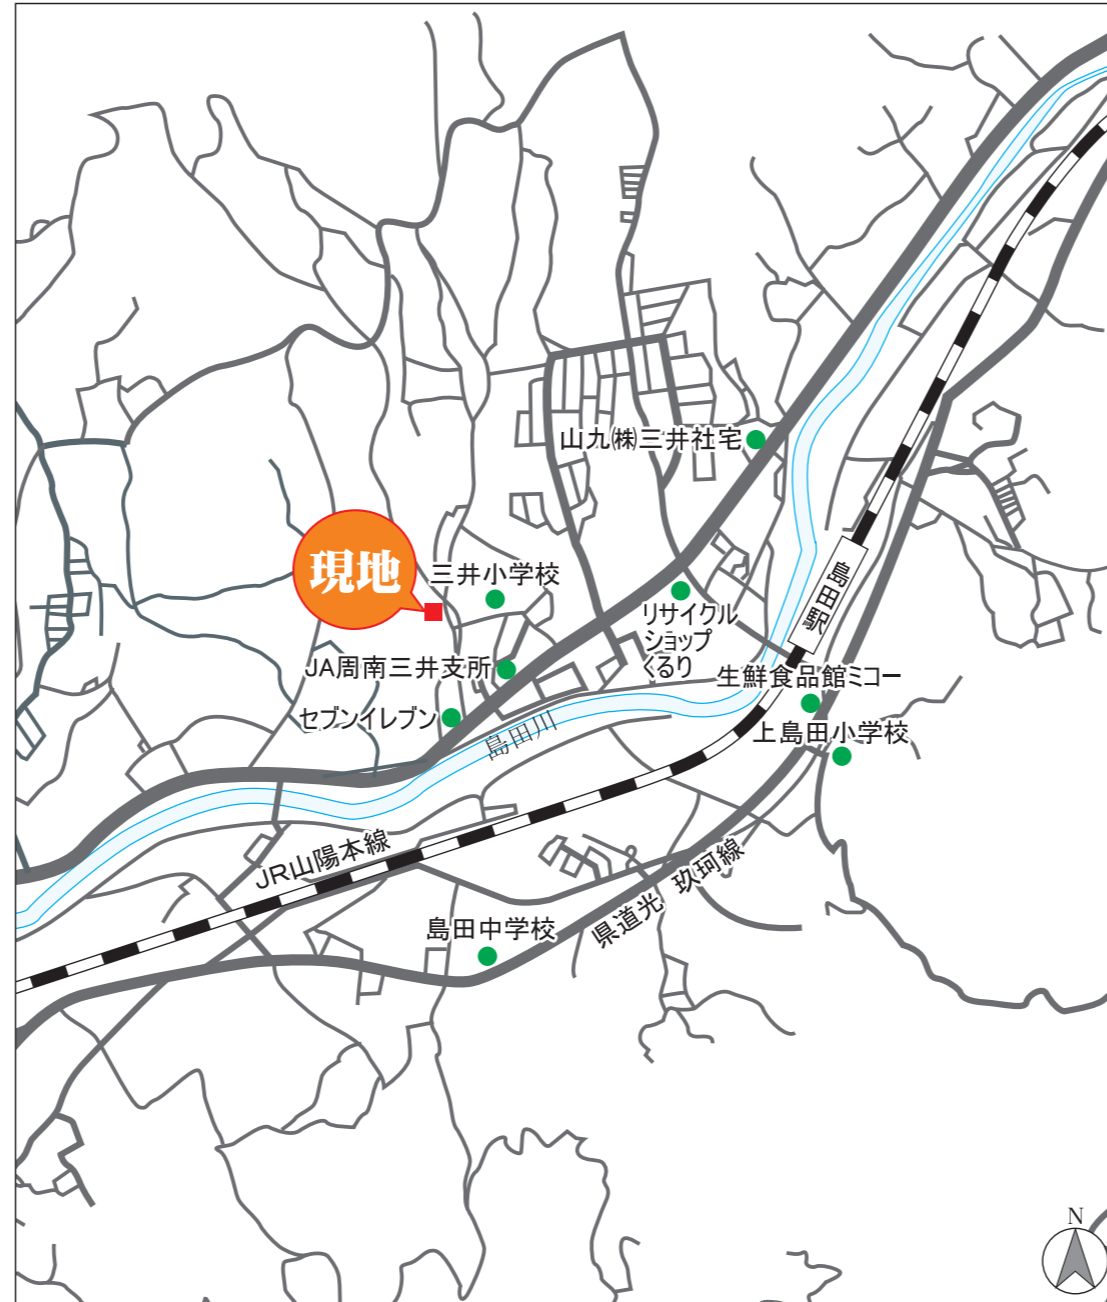 山九㈱三井社宅
現地
三井小学校
島田駅
リサイクル
ショップ
くるり
JA周南三井支所
生鮮食品館ミコー
セブンイレブン
島田川
上島田小学校
JR山陽本線
県道光 玖珂線
島田中学校
N